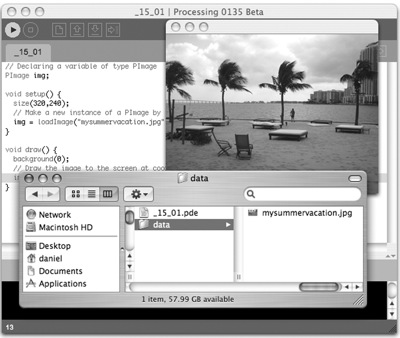 _15_01 | Processing 0135 Beta
_15_01
// Declaring a variable of type PImage
PImage img;
void setup() {
size(320,240);
// Make a new instance of a PImage by
img = loadImage("mysummervacation.jpg"
}
void draw() {
background(0);
// Draw the image to the screen at coo
}
data
Network
Macintosh HD
Desktop
daniel
Documents
Applications
_15_01.pde
data
mysummervacation.jpg
1 item, 57.99 GB available
13